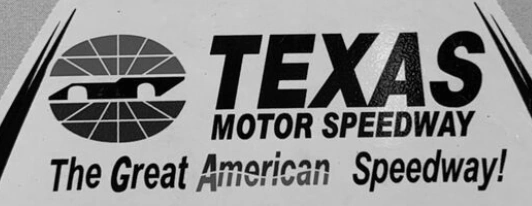 TEXAS
MOTOR SPEEDWAY
The Great American Speedway!